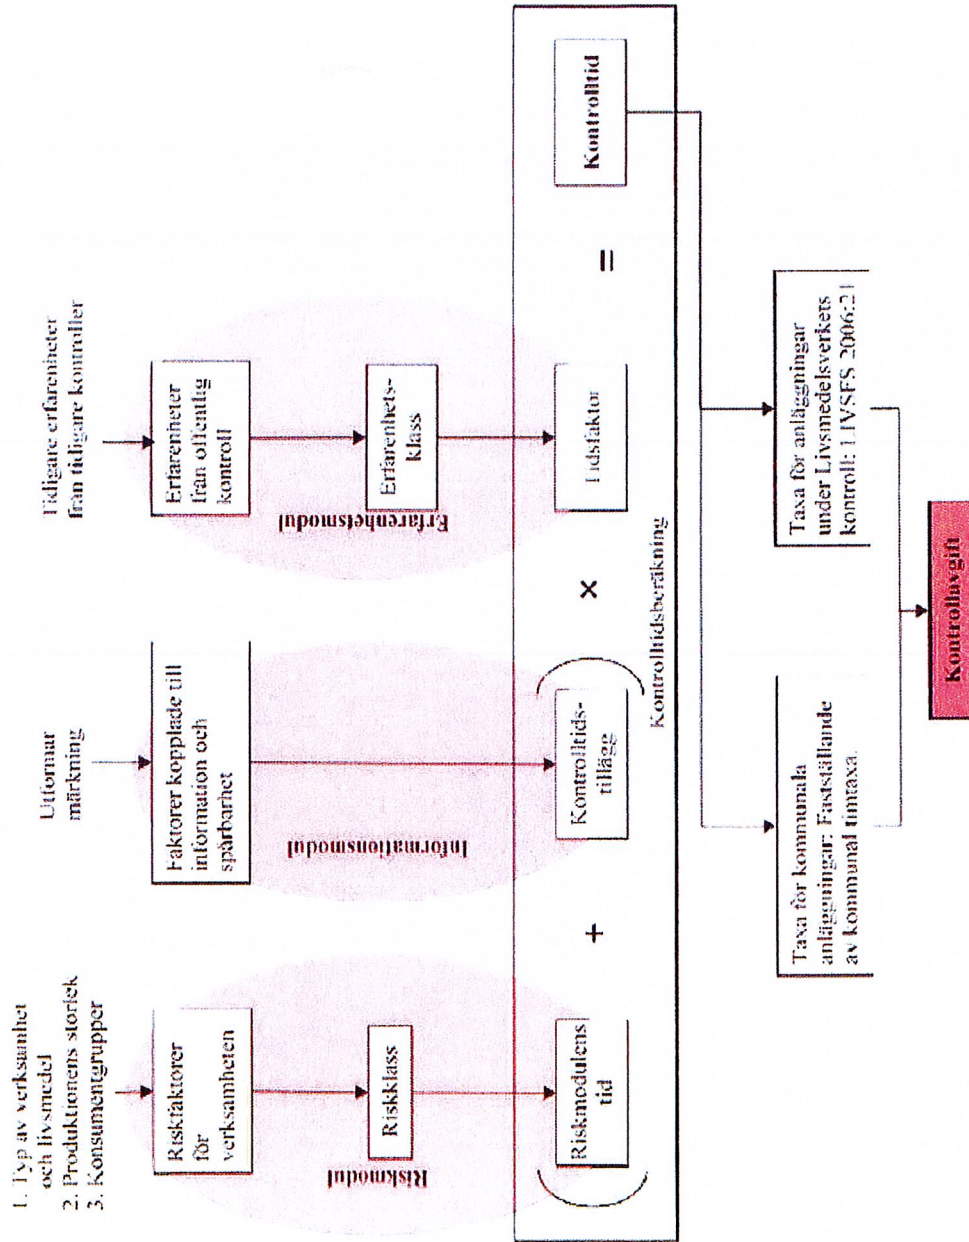 1. Typ av verksamhet
och livsmedel
2. Produktionens storlek
3. Konsumentgrupper
Riskfaktorer
för
verksamheten
Riskklass
Riskmodul
Riskmodulens
tid
+
Utformar
märkning
Faktorer kopplade till
information och
spårbarhet
Informationsmodul
Kontrolltids-
tillägg
×
Tidigare erfarenheter
från tidigare kontroller
Erfarenheter
från offentlig
kontroll
Erfarenhetsmodul
Erfarenhets-
klass
Tidsfaktor
=
Kontrolltid
Kontrolltidsberäkning
Taxa för kommunala
anläggningar: Fastställande
av kommunal timtaxa.
Taxa för anläggningar
under Livsmedelsverkets
kontroll: LIVSFS 2006:21
Kontrollavgift